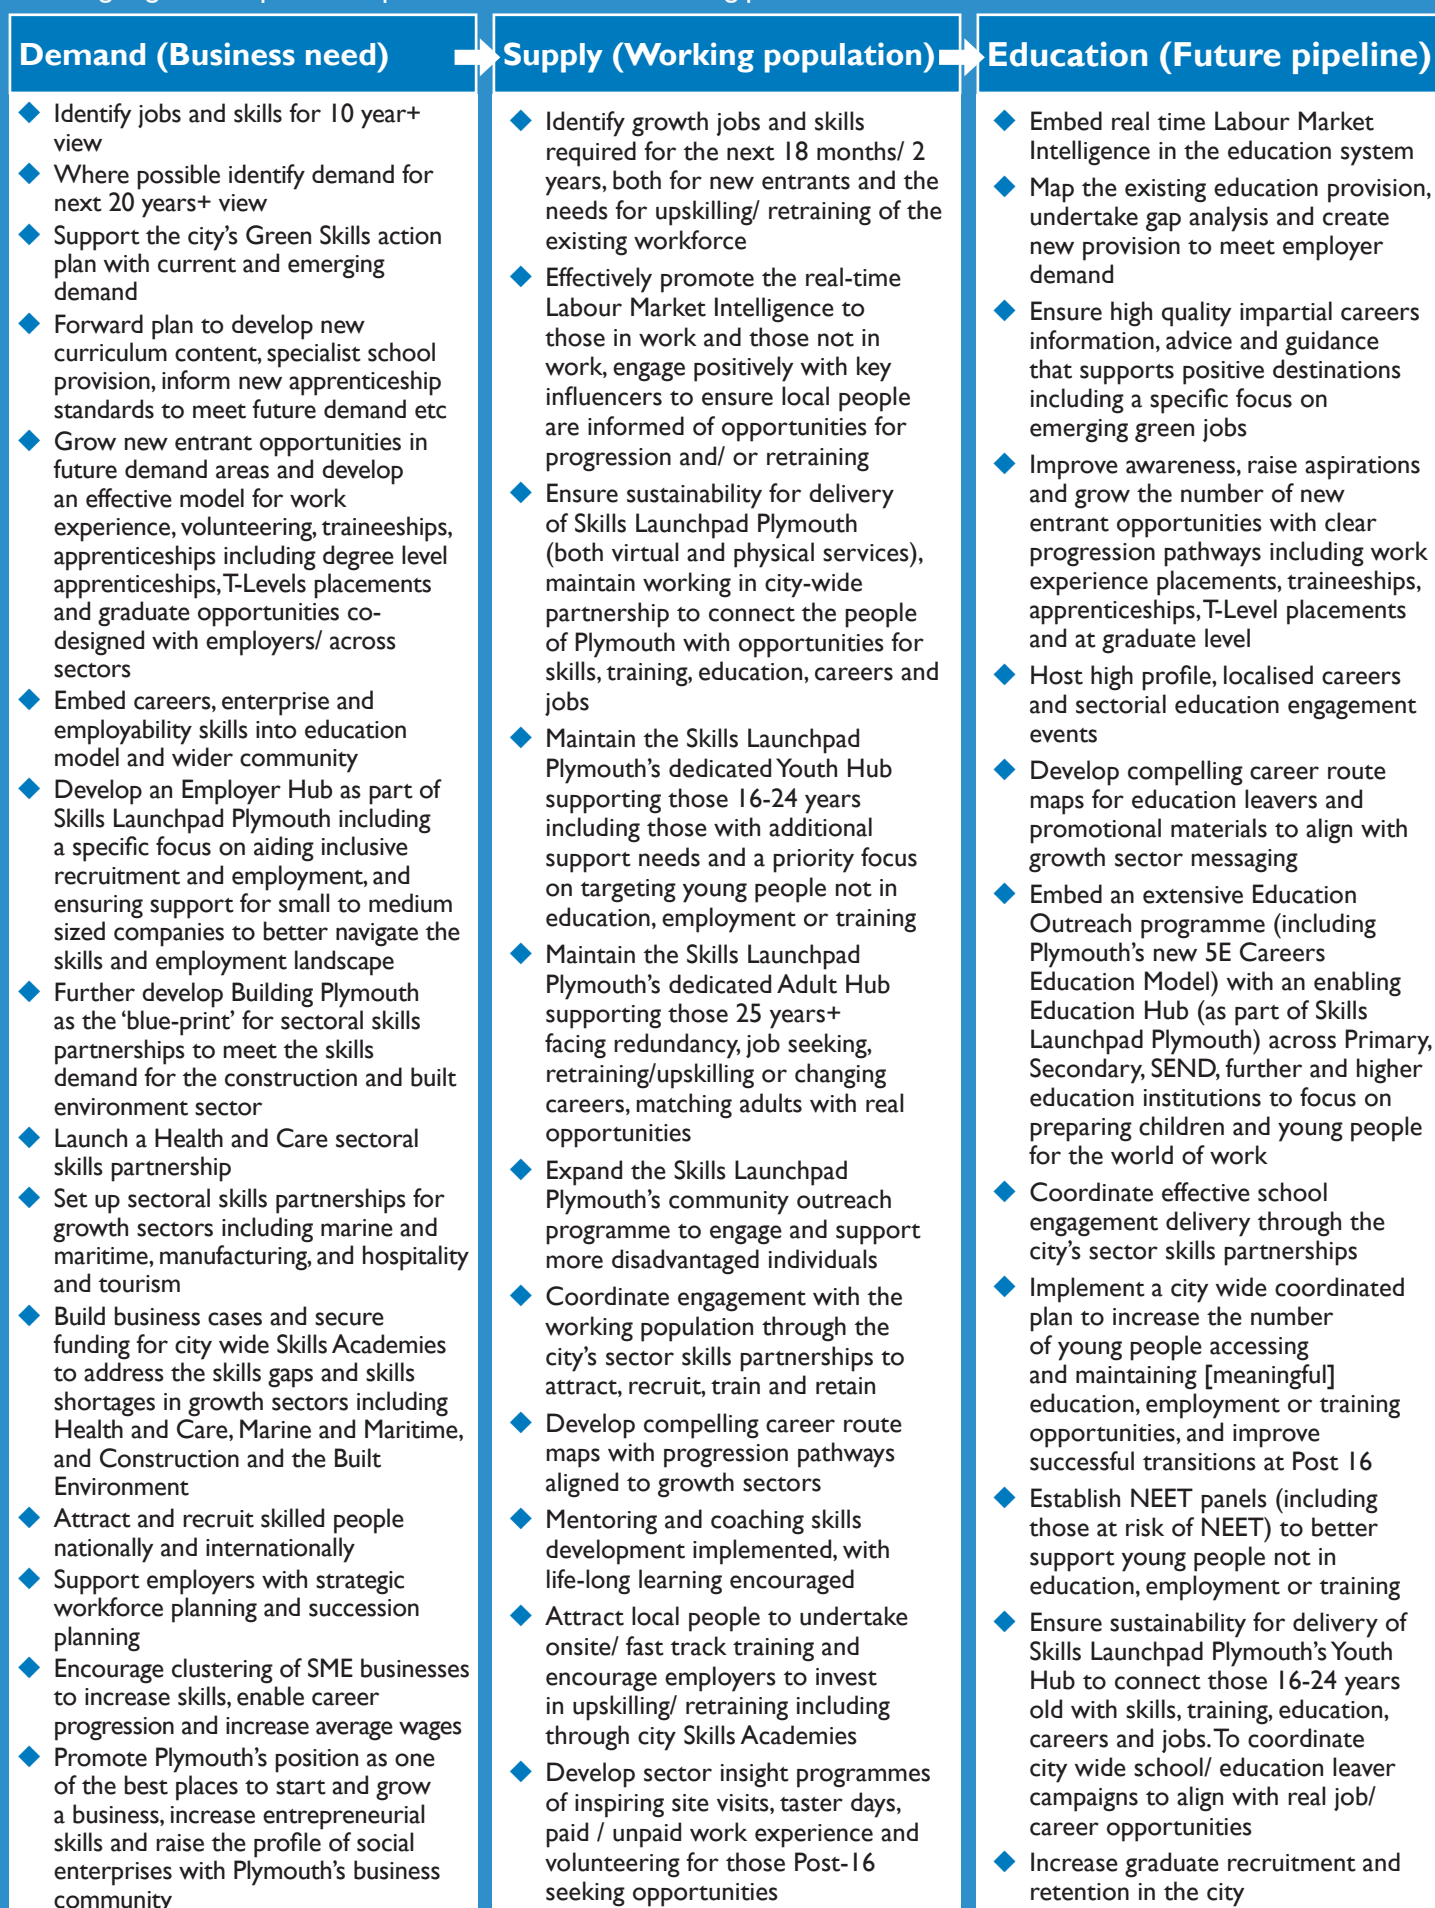 Demand (Business need)
Identify jobs and skills for 10 year+
view
Where possible identify demand for
next 20 years+ view
Support the city's Green Skills action
plan with current and emerging
demand
Forward plan to develop new
curriculum content, specialist school
provision, inform new apprenticeship
standards to meet future demand etc
Grow new entrant opportunities in
future demand areas and develop
an effective model for work
experience, volunteering, traineeships,
apprenticeships including degree level
apprenticeships, T-Levels placements
and graduate opportunities co-
designed with employers/ across
sectors
Embed careers, enterprise and
employability skills into education
model and wider community
Develop an Employer Hub as part of
Skills Launchpad Plymouth including
a specific focus on aiding inclusive
recruitment and employment, and
ensuring support for small to medium
sized companies to better navigate the
skills and employment landscape
Further develop Building Plymouth
as the 'blue-print' for sectoral skills
partnerships to meet the skills
demand for the construction and built
environment sector
Launch a Health and Care sectoral
skills partnership
Set up sectoral skills partnerships for
growth sectors including marine and
maritime, manufacturing, and hospitality
and tourism
Build business cases and secure
funding for city wide Skills Academies
to address the skills gaps and skills
shortages in growth sectors including
Health and Care, Marine and Maritime,
and Construction and the Built
Environment
Attract and recruit skilled people
nationally and internationally
Support employers with strategic
workforce planning and succession
planning
Encourage clustering of SME businesses
to increase skills, enable career
progression and increase average wages
Promote Plymouth's position as one
of the best places to start and grow
a business, increase entrepreneurial
skills and raise the profile of social
enterprises with Plymouth's business
community
Supply (Working population)
Identify growth jobs and skills
required for the next 18 months/ 2
years, both for new entrants and the
needs for upskilling/ retraining of the
existing workforce
Effectively promote the real-time
Labour Market Intelligence to
those in work and those not in
work, engage positively with key
influencers to ensure local people
are informed of opportunities for
progression and/ or retraining
Ensure sustainability for delivery
of Skills Launchpad Plymouth
(both virtual and physical services),
maintain working in city-wide
partnership to connect the people
of Plymouth with opportunities for
skills, training, education, careers and
jobs
Maintain the Skills Launchpad
Plymouth's dedicated Youth Hub
supporting those 16-24 years
including those with additional
support needs and a priority focus
on targeting young people not in
education, employment or training
Maintain the Skills Launchpad
Plymouth's dedicated Adult Hub
supporting those 25 years+
facing redundancy, job seeking,
retraining/upskilling or changing
careers, matching adults with real
opportunities
Expand the Skills Launchpad
Plymouth's community outreach
programme to engage and support
more disadvantaged individuals
Coordinate engagement with the
working population through the
city's sector skills partnerships to
attract, recruit, train and retain
Develop compelling career route
maps with progression pathways
aligned to growth sectors
Mentoring and coaching skills
development implemented, with
life-long learning encouraged
Attract local people to undertake
onsite/ fast track training and
encourage employers to invest
in upskilling/ retraining including
through city Skills Academies
Develop sector insight programmes
of inspiring site visits, taster days,
paid / unpaid work experience and
volunteering for those Post-16
seeking opportunities
Education (Future pipeline)
Embed real time Labour Market
Intelligence in the education system
Map the existing education provision,
undertake gap analysis and create
new provision to meet employer
demand
Ensure high quality impartial careers
information, advice and guidance
that supports positive destinations
including a specific focus on
emerging green jobs
Improve awareness, raise aspirations
and grow the number of new
entrant opportunities with clear
progression pathways including work
experience placements, traineeships,
apprenticeships, T-Level placements
and at graduate level
Host high profile, localised careers
and sectorial education engagement
events
Develop compelling career route
maps for education leavers and
promotional materials to align with
growth sector messaging
Embed an extensive Education
Outreach programme (including
Plymouth's new 5E Careers
Education Model) with an enabling
Education Hub (as part of Skills
Launchpad Plymouth) across Primary,
Secondary, SEND, further and higher
education institutions to focus on
preparing children and young people
for the world of work
Coordinate effective school
engagement delivery through the
city's sector skills partnerships
Implement a city wide coordinated
plan to increase the number
of young people accessing
and maintaining [meaningful]
education, employment or training
opportunities, and improve
successful transitions at Post 16
Establish NEET panels (including
those at risk of NEET) to better
support young people not in
education, employment or training
Ensure sustainability for delivery of
Skills Launchpad Plymouth's Youth
Hub to connect those 16-24 years
old with skills, training, education,
careers and jobs. To coordinate
city wide school/ education leaver
campaigns to align with real job/
career opportunities
Increase graduate recruitment and
retention in the city